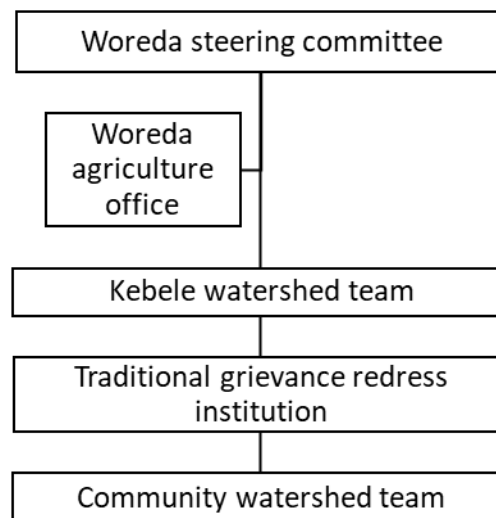 Woreda steering committee
Woreda
agriculture
office
Kebele watershed team
Traditional grievance redress
institution
Community watershed team